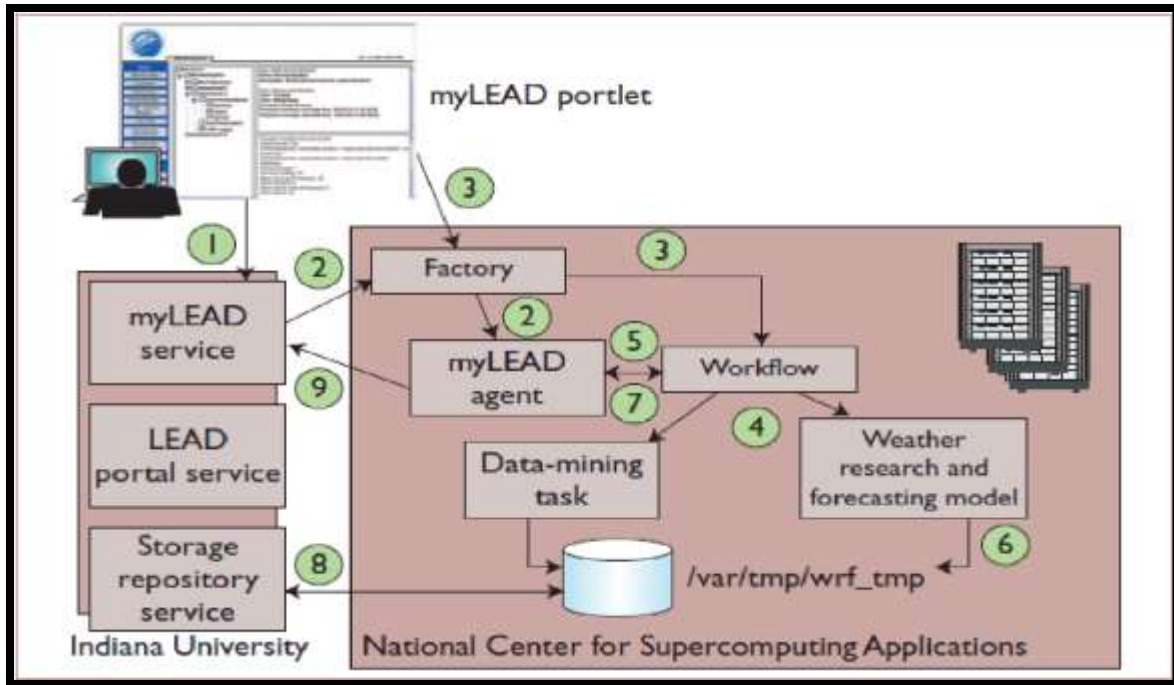 myLEAD portlet
3
1
2
Factory
3
myLEAD
service
2
5
myLEAD
agent
Workflow
9
7
4
LEAD
portal service
Data-mining
task
Weather
research and
forecasting model
Storage
repository
service
8
6
/var/tmp/wrf_tmp
Indiana University
National Center for Supercomputing Applications